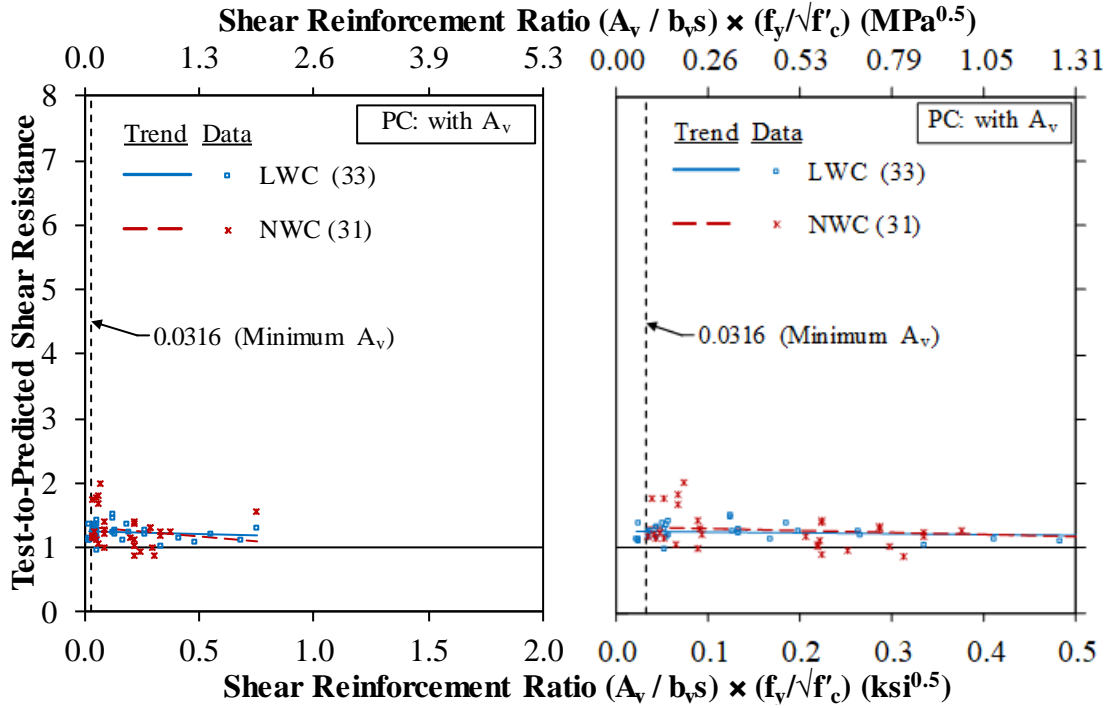 Shear Reinforcement Ratio (Aᵥ / bᵥs) × (f_y/√f′_c) (MPa⁰·⁵)
0.0 1.3 2.6 3.9 5.3
0.00 0.26 0.53 0.79 1.05 1.31
Test-to-Predicted Shear Resistance
8
7
6
5
4
3
2
1
0
PC: with Aᵥ
Trend Data
LWC (33)
NWC (31)
0.0316 (Minimum Aᵥ)
PC: with Aᵥ
Trend Data
LWC (33)
NWC (31)
0.0316 (Minimum Aᵥ)
0.0 0.5 1.0 1.5 2.0
0.0 0.1 0.2 0.3 0.4 0.5
Shear Reinforcement Ratio (Aᵥ / bᵥs) × (f_y/√f′_c) (ksi⁰·⁵)